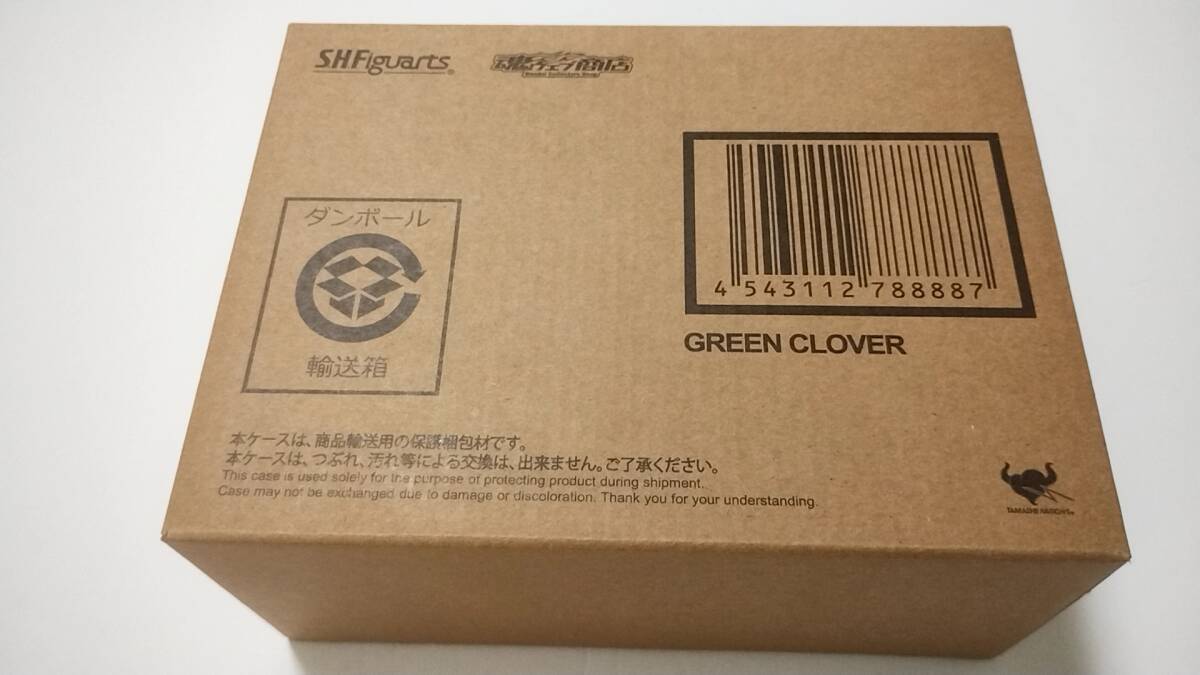 S.H.Figuarts
魂ウェブ商店
Bandai Collectors Shop
4 543112 788887
GREEN CLOVER
ダンボール
輸送箱
本ケースは、商品輸送用の保護梱包材です。
本ケースは、つぶれ、汚れ等による交換は、出来ません。ご了承ください。
This case is used solely for the purpose of protecting product during shipment.
Case may not be exchanged due to damage or discoloration. Thank you for your understanding.
TAMASHII NATIONS